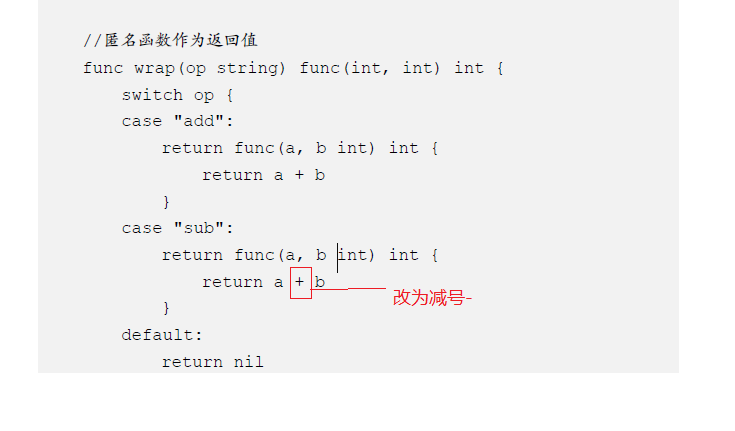 //匿名函数作为返回值
func wrap(op string) func(int, int) int {
switch op {
case "add":
return func(a, b int) int {
return a + b
}
case "sub":
return func(a, b int) int {
return a + b
改为减号-
}
default:
return nil